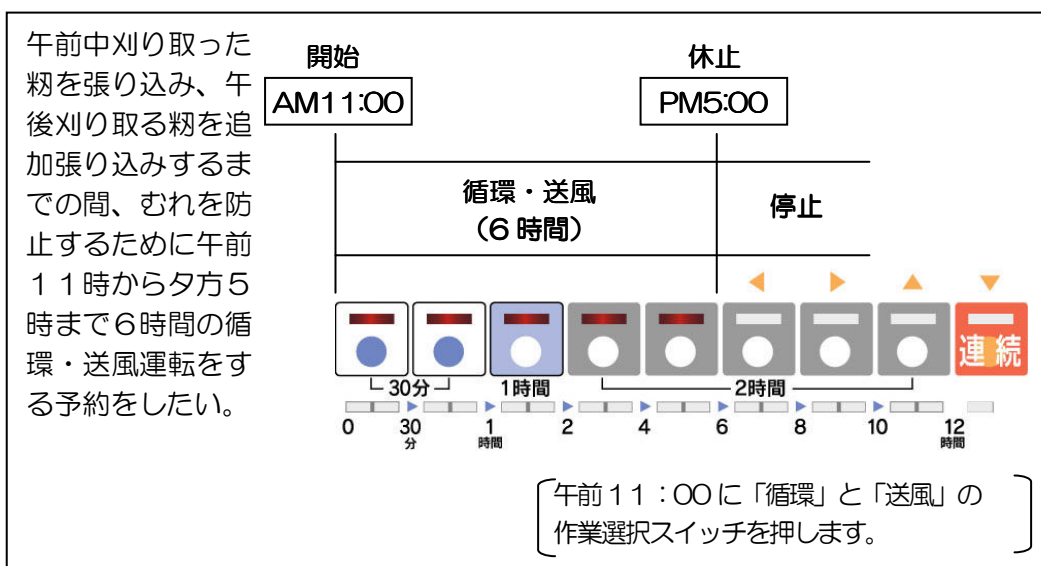 午前中刈り取った
籾を張り込み、午
後刈り取る籾を追
加張り込みするま
での間、むれを防
止するために午前
１１時から夕方５
時まで６時間の循
環・送風運転をす
る予約をしたい。
開始
AM11:00
休止
PM5:00
循環・送風
（6 時間）
停止
連 続
30分
1時間
2時間
0
30
分
1
時間
2
4
6
8
10
12
時間
午前１１：００に「循環」と「送風」の
作業選択スイッチを押します。